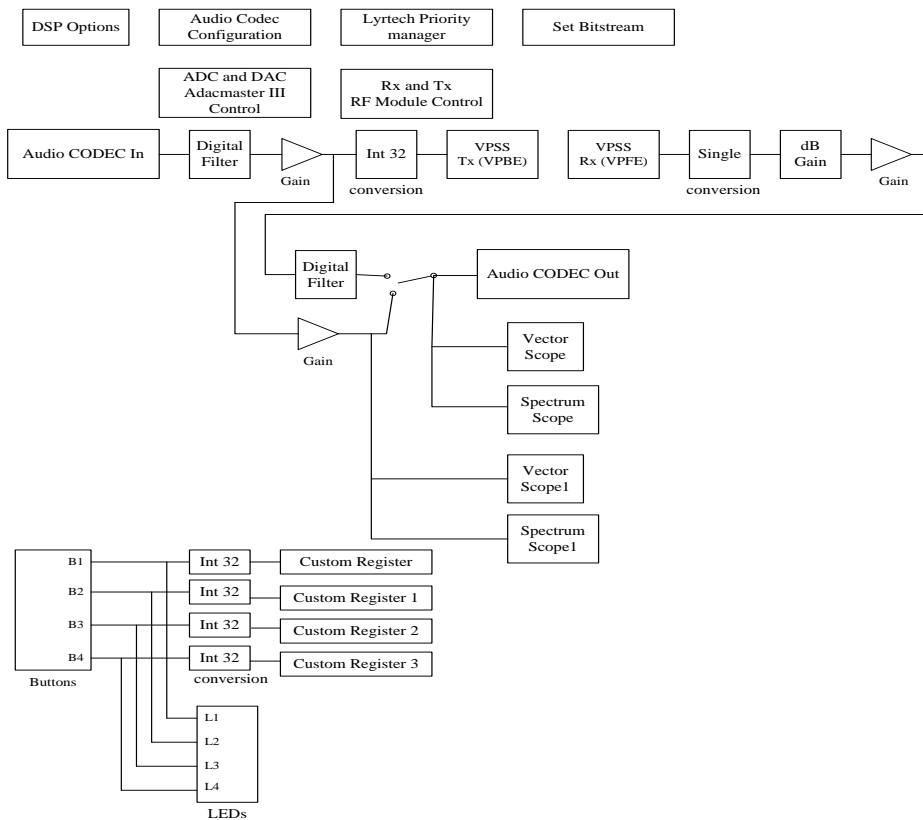 DSP Options
Audio Codec
Configuration
Lyrtech Priority
manager
Set Bitstream
ADC and DAC
Adacmaster III
Control
Rx and Tx
RF Module Control
Audio CODEC In
Digital
Filter
Gain
Int 32
conversion
VPSS
Tx (VPBE)
VPSS
Rx (VPFE)
Single
conversion
dB
Gain
Gain
Digital
Filter
Audio CODEC Out
Gain
Vector
Scope
Spectrum
Scope
Vector
Scope1
Spectrum
Scope1
B1
Int 32
Custom Register
B2
Int 32
Custom Register 1
B3
Int 32
Custom Register 2
B4
Int 32
Custom Register 3
Buttons
conversion
L1
L2
L3
L4
LEDs